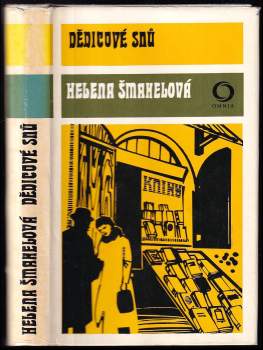 DĚDICOVÉ SNŮ
HELENA ŠMAHELOVÁ
OMNIA
KNIHY
HELENA ŠMAHELOVÁ DĚDICOVÉ SNŮ